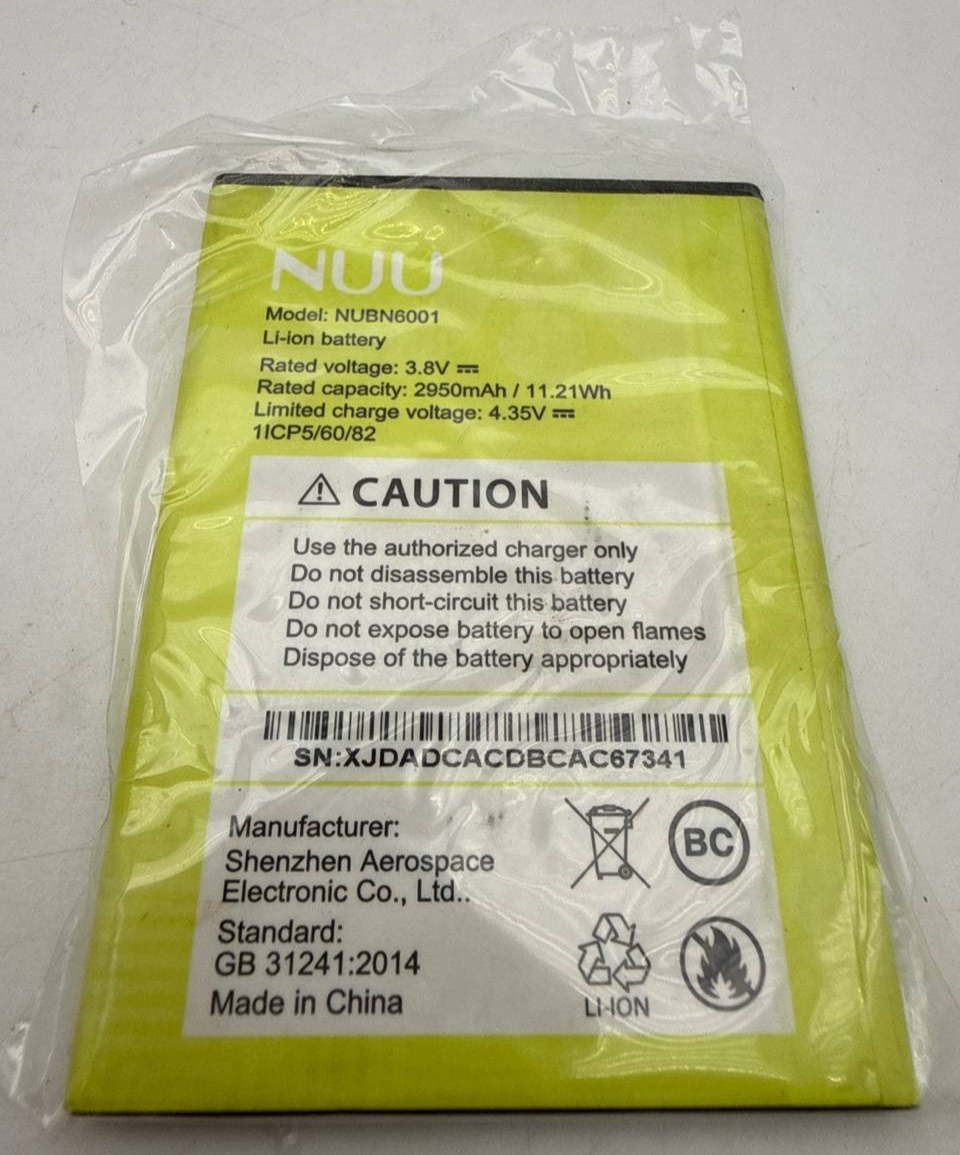 NUU
Model: NUBN6001
Li-ion battery
Rated voltage: 3.8V ⎓
Rated capacity: 2950mAh / 11.21Wh
Limited charge voltage: 4.35V ⎓
1ICP5/60/82
⚠ CAUTION
Use the authorized charger only
Do not disassemble this battery
Do not short-circuit this battery
Do not expose battery to open flames
Dispose of the battery appropriately
SN:XJDADCACDBCAC67341
Manufacturer:
Shenzhen Aerospace
Electronic Co., Ltd..
Standard:
GB 31241:2014
Made in China
BC
LI-ION